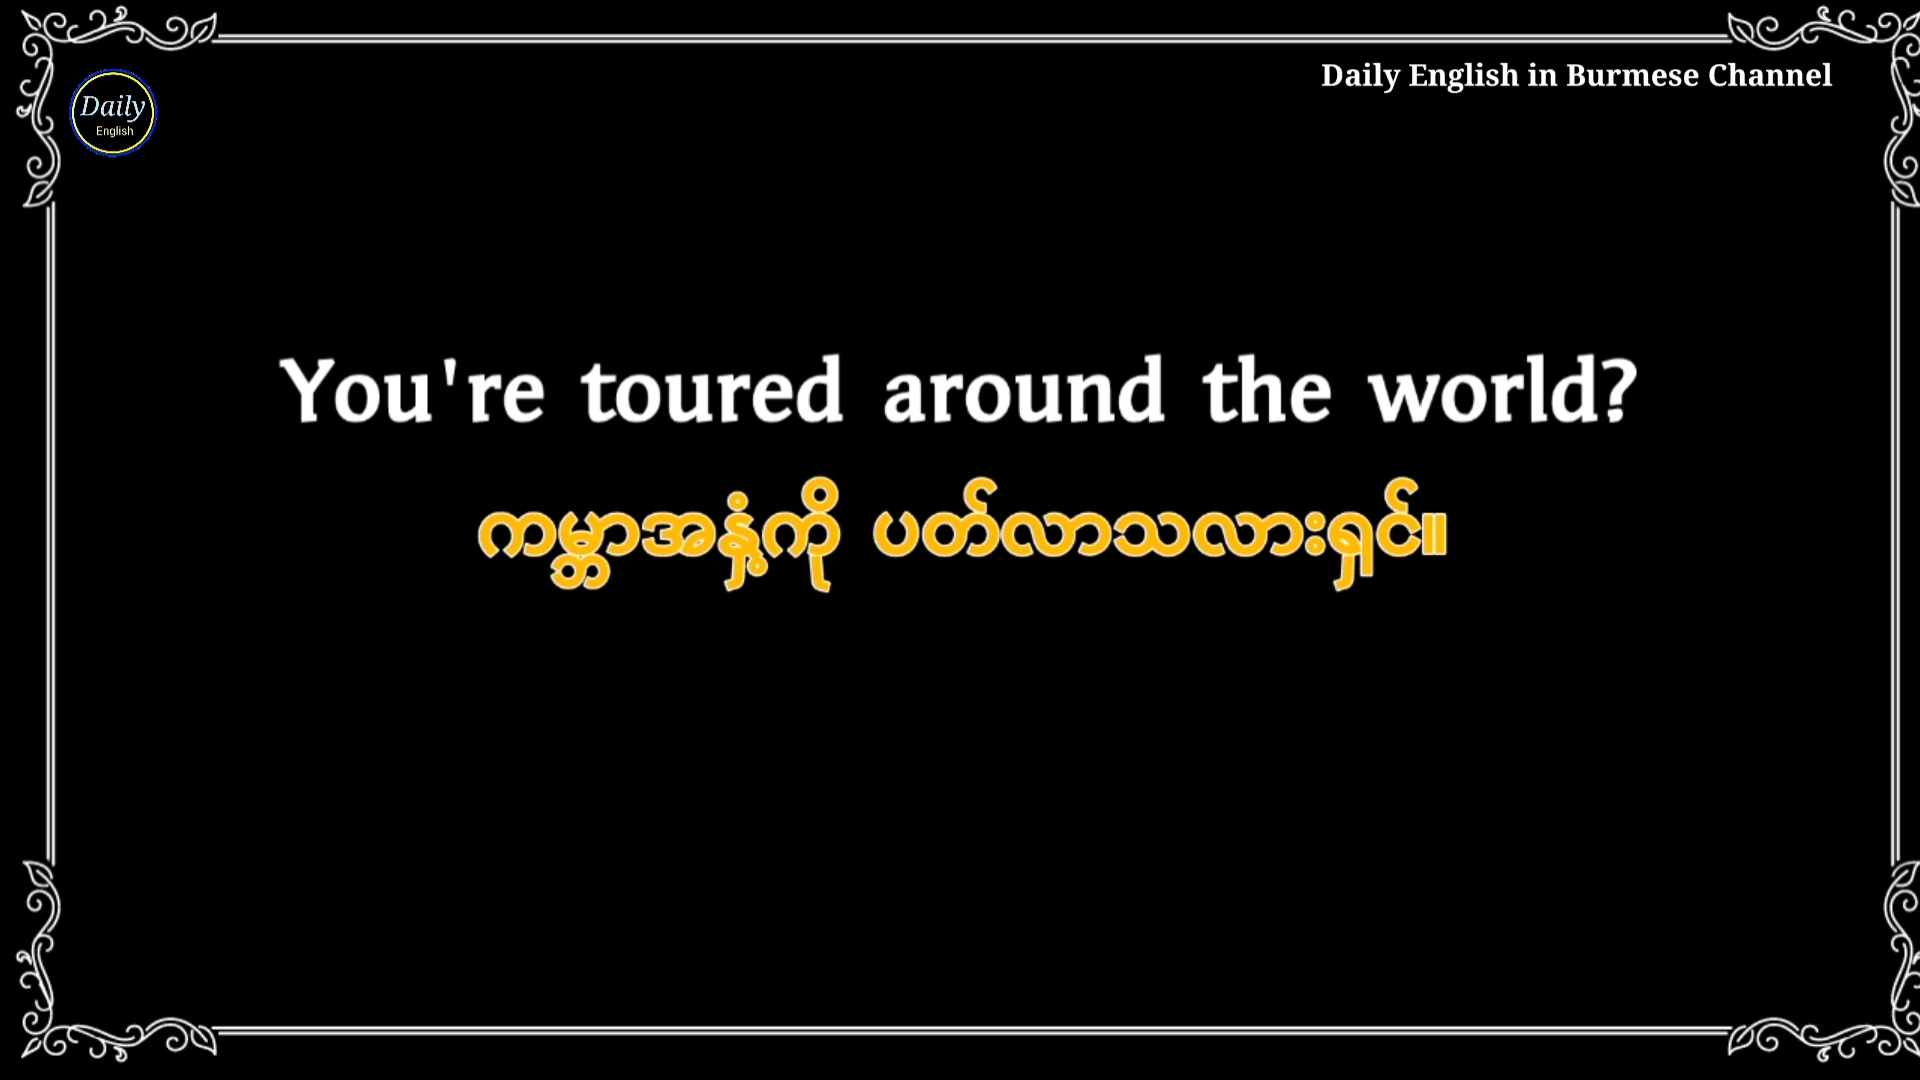 Daily English in Burmese Channel
Daily
English
You're toured around the world?
ကမ္ဘာအနှံ့ကို ပတ်လာသလားရှင်။